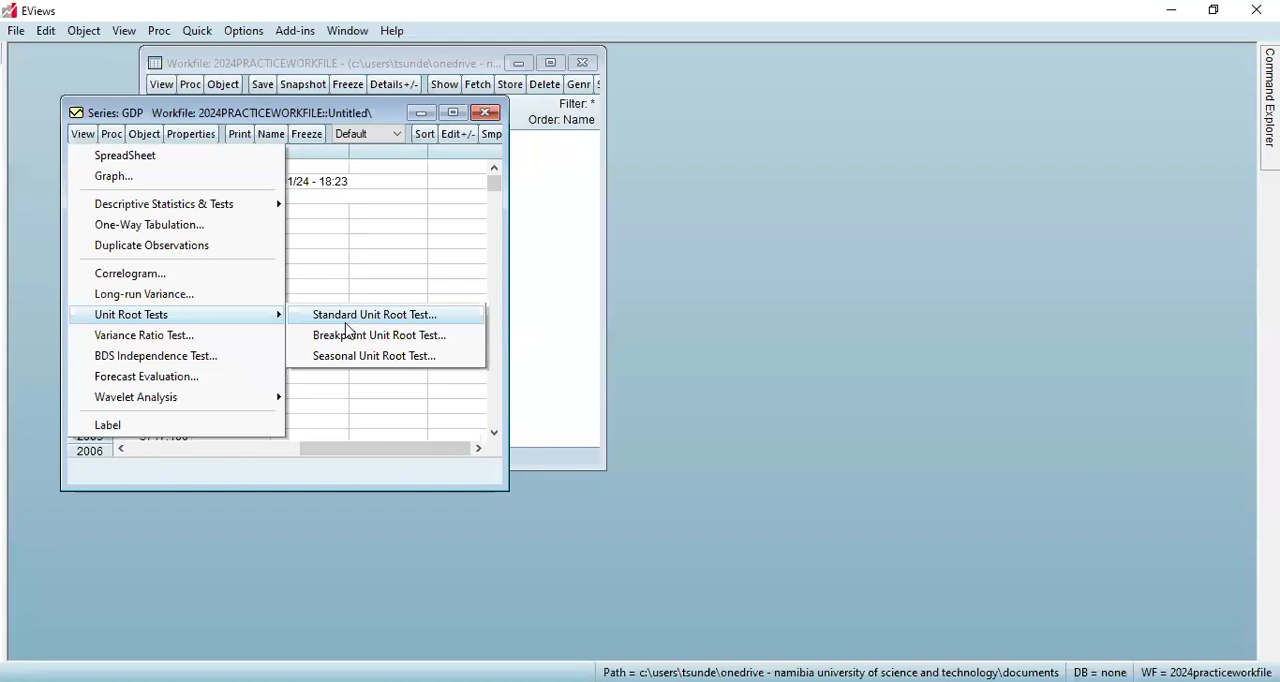 EViews
File Edit Object View Proc Quick Options Add-ins Window Help
Workfile: 2024PRACTICEWORKFILE - (c:\users\tsunde\onedrive - n...
View Proc Object Save Snapshot Freeze Details+/- Show Fetch Store Delete Genr
Filter: *
Order: Name
Series: GDP Workfile: 2024PRACTICEWORKFILE::Untitled\
View Proc Object Properties Print Name Freeze Default Sort Edit+/- Smp
1/24 - 18:23
SpreadSheet
Graph...
Descriptive Statistics & Tests
One-Way Tabulation...
Duplicate Observations
Correlogram...
Long-run Variance...
Unit Root Tests
Variance Ratio Test...
BDS Independence Test...
Forecast Evaluation...
Wavelet Analysis
Label
Standard Unit Root Test...
Breakpoint Unit Root Test...
Seasonal Unit Root Test...
2006
Command Explorer
Path = c:\users\tsunde\onedrive - namibia university of science and technology\documents DB = none WF = 2024practiceworkfile